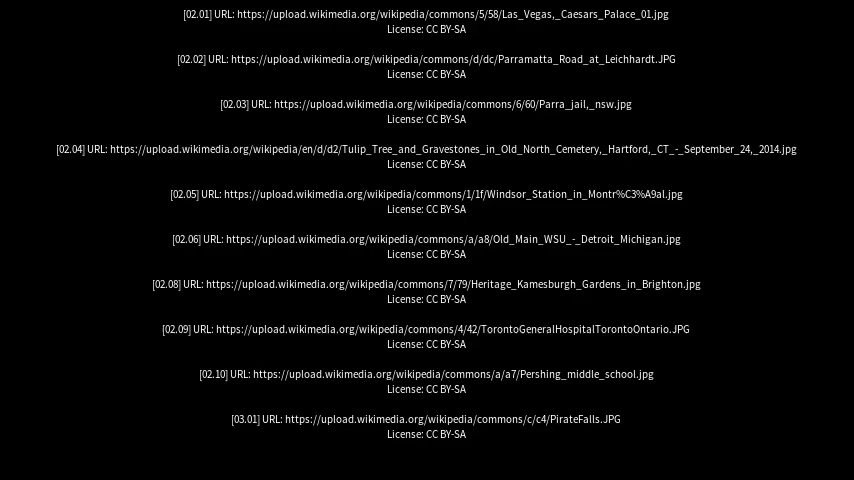 [02.01] URL: https://upload.wikimedia.org/wikipedia/commons/5/58/Las_Vegas,_Caesars_Palace_01.jpg
License: CC BY-SA
[02.02] URL: https://upload.wikimedia.org/wikipedia/commons/d/dc/Parramatta_Road_at_Leichhardt.JPG
License: CC BY-SA
[02.03] URL: https://upload.wikimedia.org/wikipedia/commons/6/60/Parra_jail,_nsw.jpg
License: CC BY-SA
[02.04] URL: https://upload.wikimedia.org/wikipedia/en/d/d2/Tulip_Tree_and_Gravestones_in_Old_North_Cemetery,_Hartford,_CT_-_September_24,_2014.jpg
License: CC BY-SA
[02.05] URL: https://upload.wikimedia.org/wikipedia/commons/1/1f/Windsor_Station_in_Montr%C3%A9al.jpg
License: CC BY-SA
[02.06] URL: https://upload.wikimedia.org/wikipedia/commons/a/a8/Old_Main_WSU_-_Detroit_Michigan.jpg
License: CC BY-SA
[02.08] URL: https://upload.wikimedia.org/wikipedia/commons/7/79/Heritage_Kamesburgh_Gardens_in_Brighton.jpg
License: CC BY-SA
[02.09] URL: https://upload.wikimedia.org/wikipedia/commons/4/42/TorontoGeneralHospitalTorontoOntario.JPG
License: CC BY-SA
[02.10] URL: https://upload.wikimedia.org/wikipedia/commons/a/a7/Pershing_middle_school.jpg
License: CC BY-SA
[03.01] URL: https://upload.wikimedia.org/wikipedia/commons/c/c4/PirateFalls.JPG
License: CC BY-SA